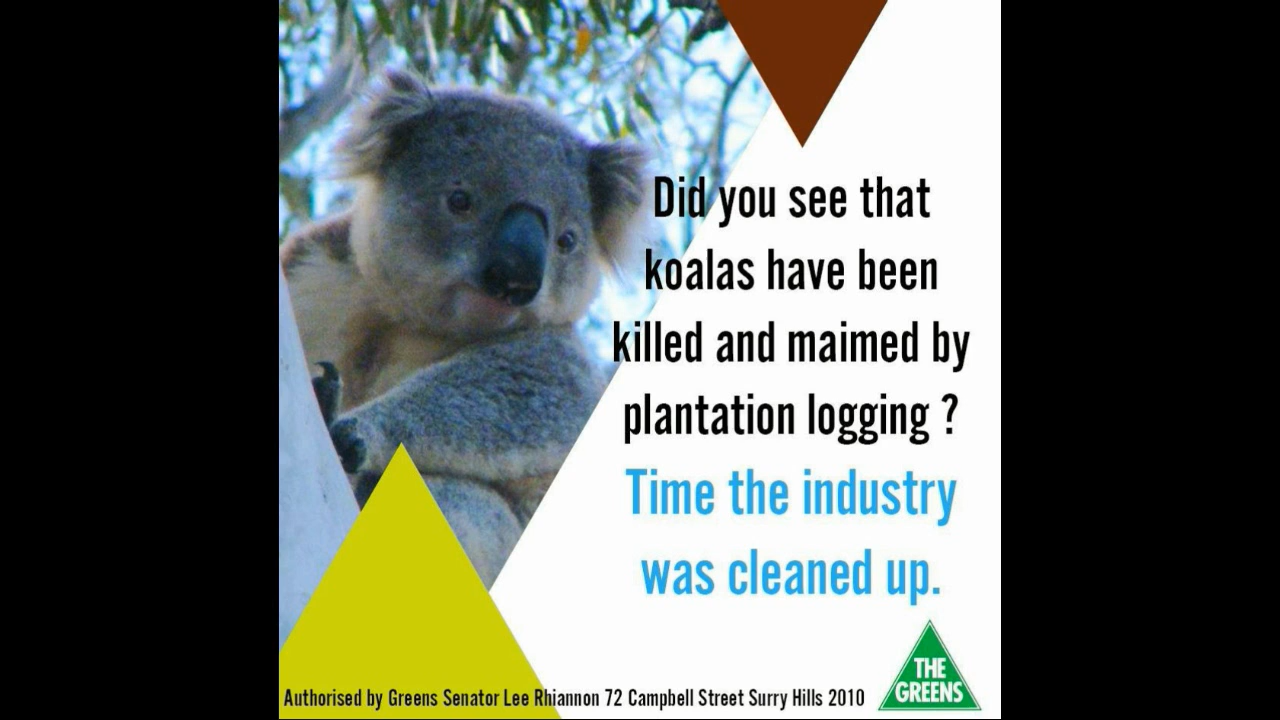 Did you see that
koalas have been
killed and maimed by
plantation logging ?
Time the industry
was cleaned up.
THE
GREENS
Authorised by Greens Senator Lee Rhiannon 72 Campbell Street Surry Hills 2010